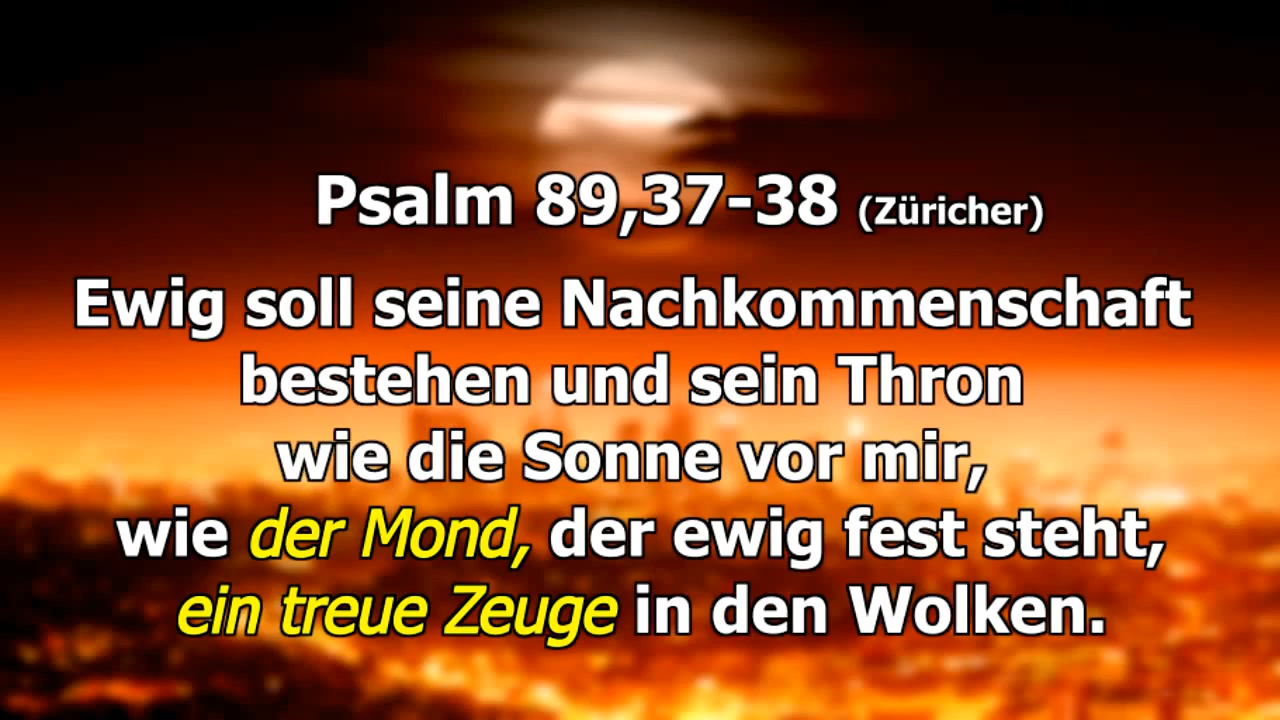 Psalm 89,37-38 (Züricher)
Ewig soll seine Nachkommenschaft
bestehen und sein Thron
wie die Sonne vor mir,
wie der Mond, der ewig fest steht,
ein treue Zeuge in den Wolken.